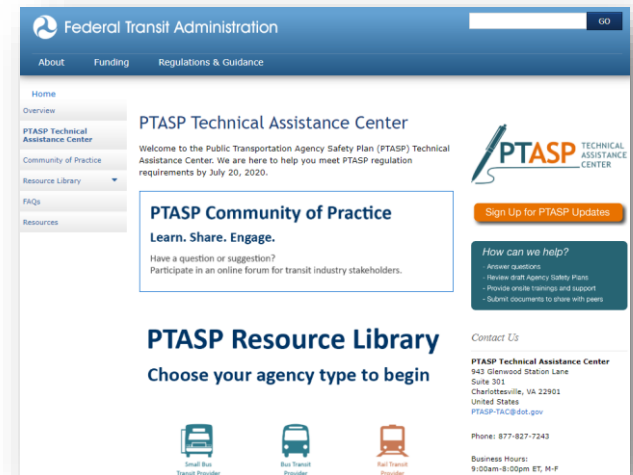 Federal Transit Administration
GO
About Funding Regulations & Guidance
Home
Overview
PTASP Technical
Assistance Center
Community of Practice
Resource Library
FAQs
Resources
PTASP Technical Assistance Center
Welcome to the Public Transportation Agency Safety Plan (PTASP) Technical
Assistance Center. We are here to help you meet PTASP regulation
requirements by July 20, 2020.
PTASP Community of Practice
Learn. Share. Engage.
Have a question or suggestion?
Participate in an online forum for transit industry stakeholders.
PTASP Resource Library
Choose your agency type to begin
Small Bus
Transit Provider
Bus Transit
Provider
Rail Transit
Provider
PTASP
TECHNICAL
ASSISTANCE
CENTER
Sign Up for PTASP Updates
How can we help?
- Answer questions
- Review draft Agency Safety Plans
- Provide onsite trainings and support
- Submit documents to share with peers
Contact Us
PTASP Technical Assistance Center
943 Glenwood Station Lane
Suite 301
Charlottesville, VA 22901
United States
PTASP-TAC@dot.gov
Phone: 877-827-7243
Business Hours:
9:00am-8:00pm ET, M-F